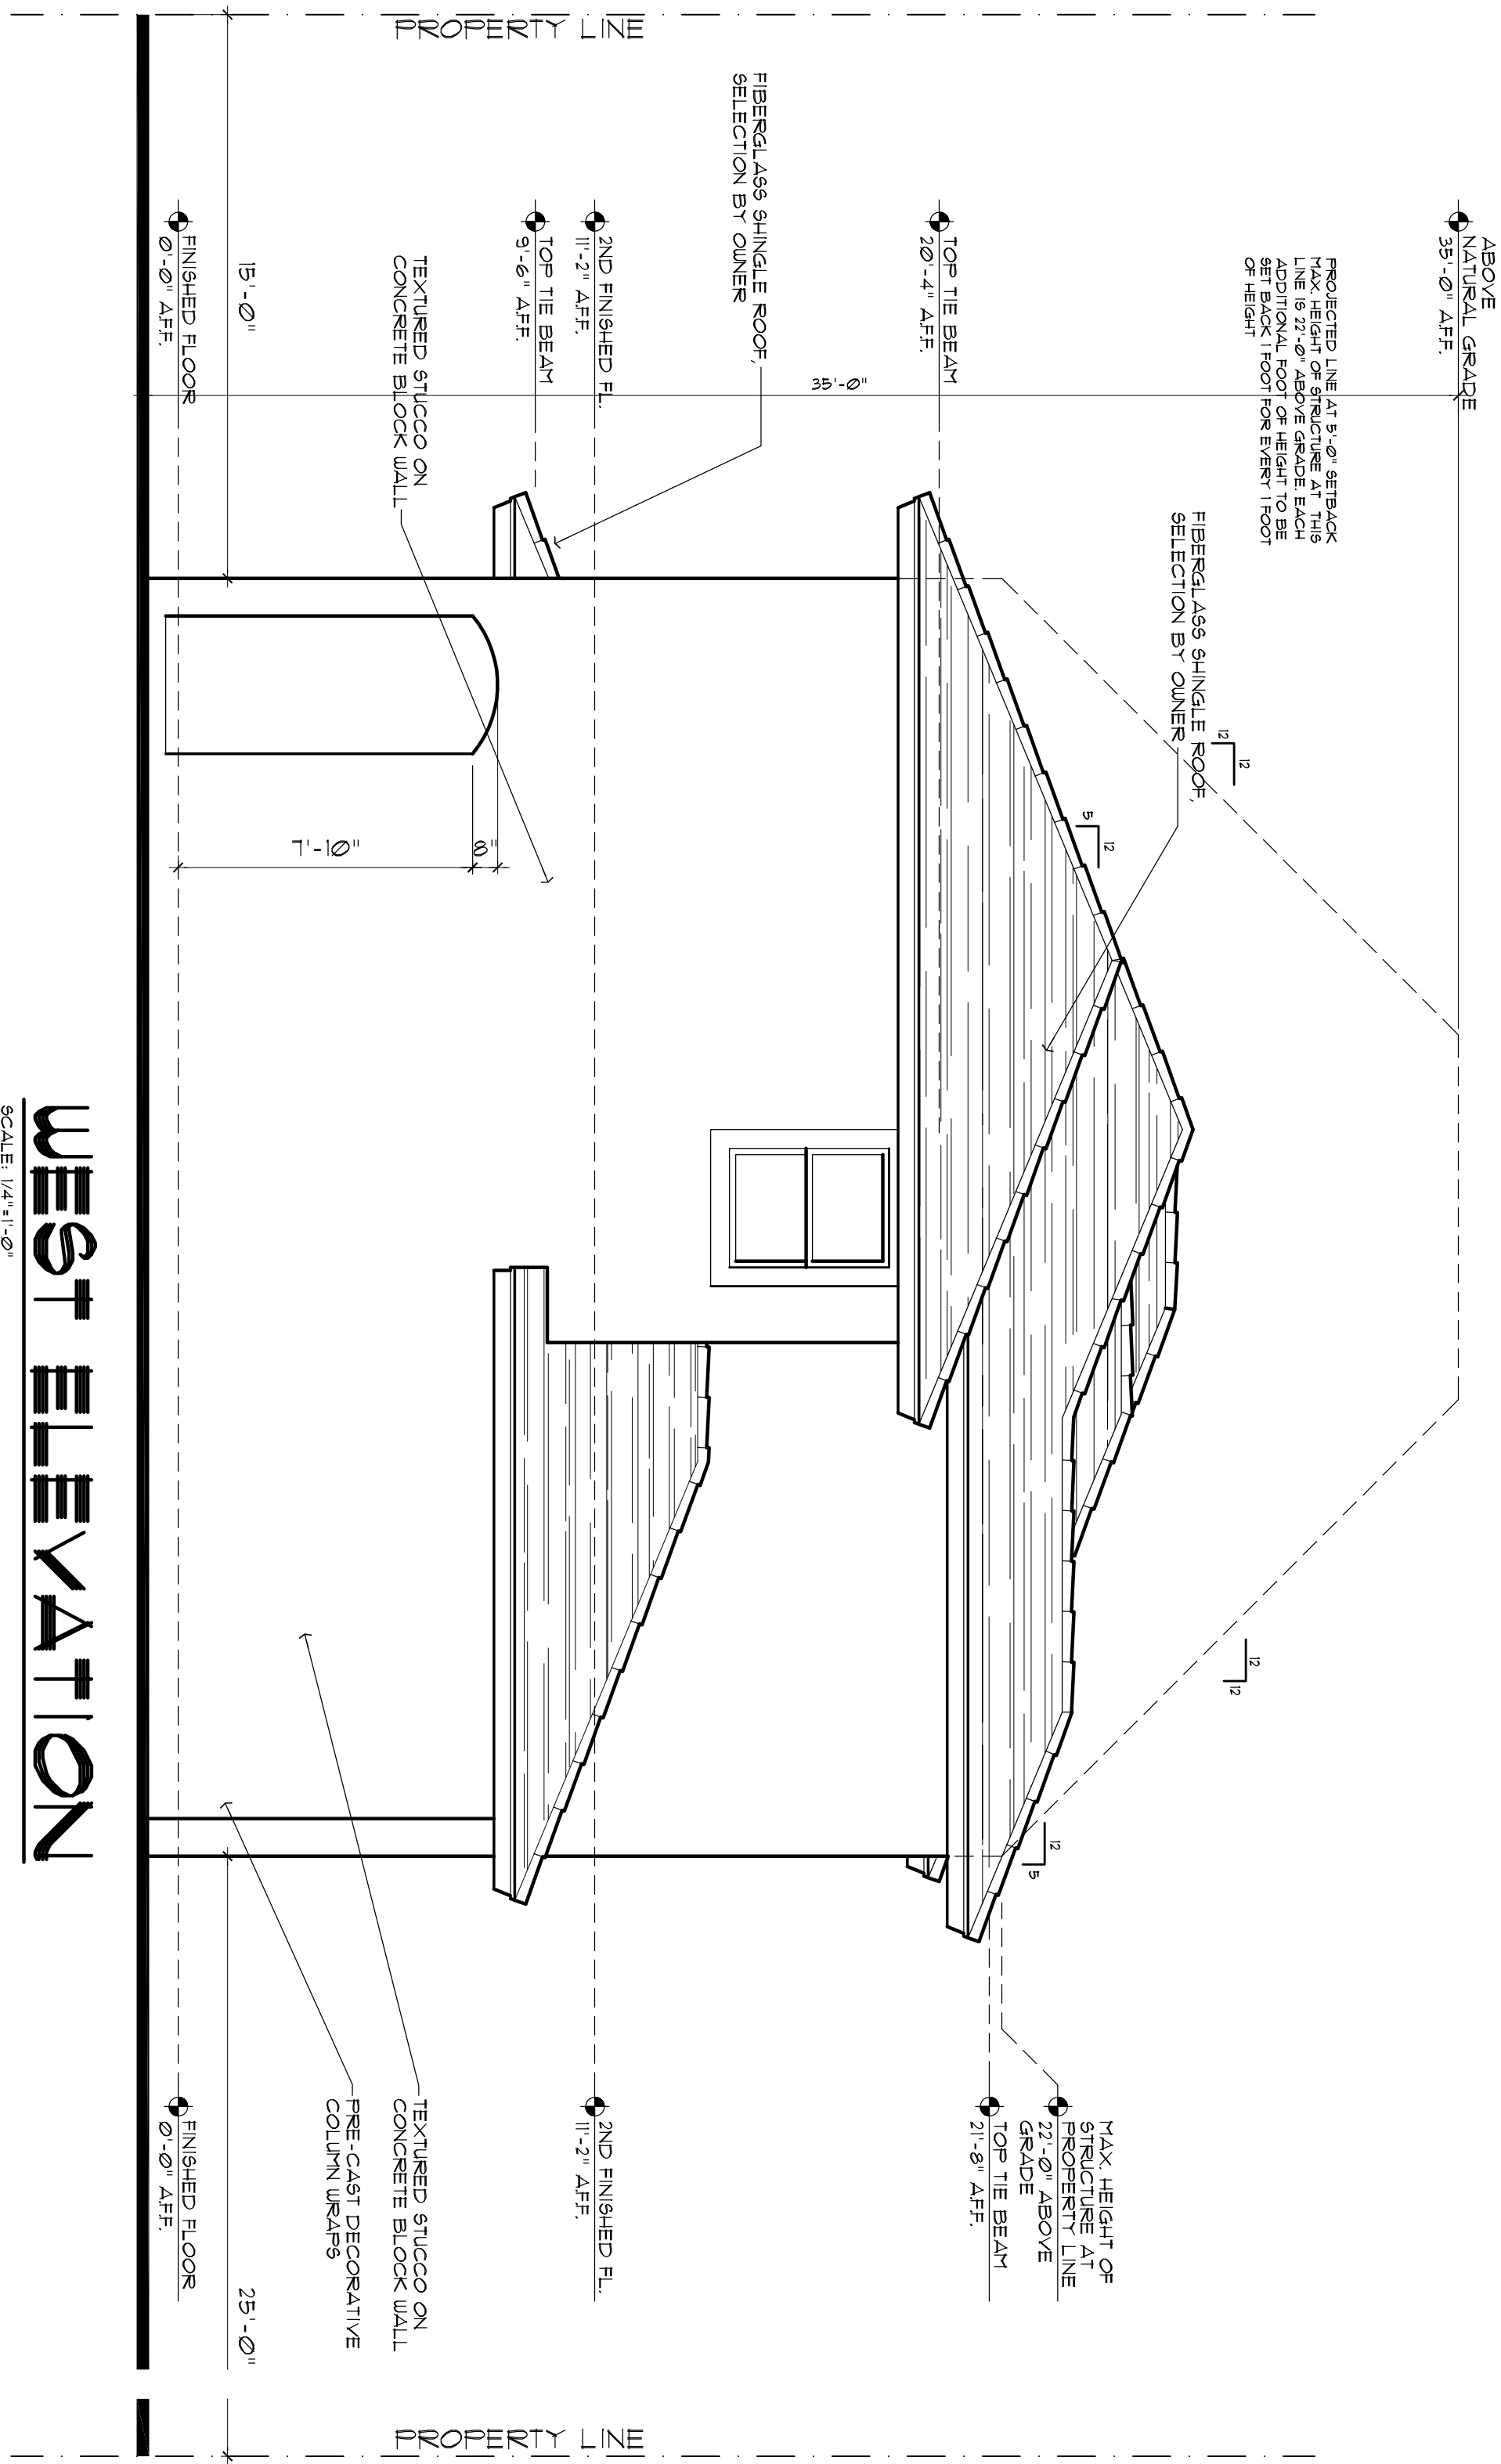 PROPERTY LINE
ABOVE
NATURAL GRADE
35'-0" A.F.F.
PROJECTED LINE AT 5'-0" SETBACK
MAX. HEIGHT OF STRUCTURE AT THIS
LINE IS 22'-0" ABOVE GRADE. EACH
ADDITIONAL FOOT OF HEIGHT TO BE
SET BACK 1 FOOT FOR EVERY 1 FOOT
OF HEIGHT
FIBERGLASS SHINGLE ROOF,
SELECTION BY OWNER
12
12
5
12
12
12
12
5
TOP TIE BEAM
20'-4" A.F.F.
35'-0"
FIBERGLASS SHINGLE ROOF,
SELECTION BY OWNER
2ND FINISHED FL.
11'-2" A.F.F.
TOP TIE BEAM
9'-6" A.F.F.
TEXTURED STUCCO ON
CONCRETE BLOCK WALL
15'-0"
FINISHED FLOOR
0'-0" A.F.F.
8"
7'-10"
MAX. HEIGHT OF
STRUCTURE AT
PROPERTY LINE
22'-0" ABOVE
GRADE
TOP TIE BEAM
21'-8" A.F.F.
2ND FINISHED FL.
11'-2" A.F.F.
TEXTURED STUCCO ON
CONCRETE BLOCK WALL
PRE-CAST DECORATIVE
COLUMN WRAPS
25'-0"
FINISHED FLOOR
0'-0" A.F.F.
PROPERTY LINE
WEST ELEVATION
SCALE: 1/4"=1'-0"